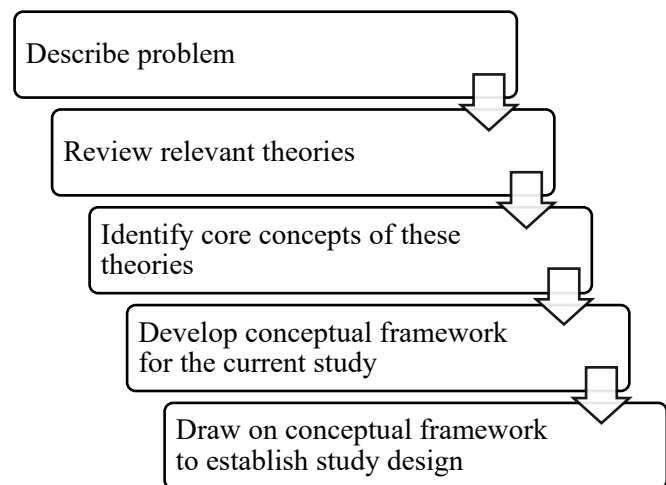 Describe problem
Review relevant theories
Identify core concepts of these
theories
Develop conceptual framework
for the current study
Draw on conceptual framework
to establish study design